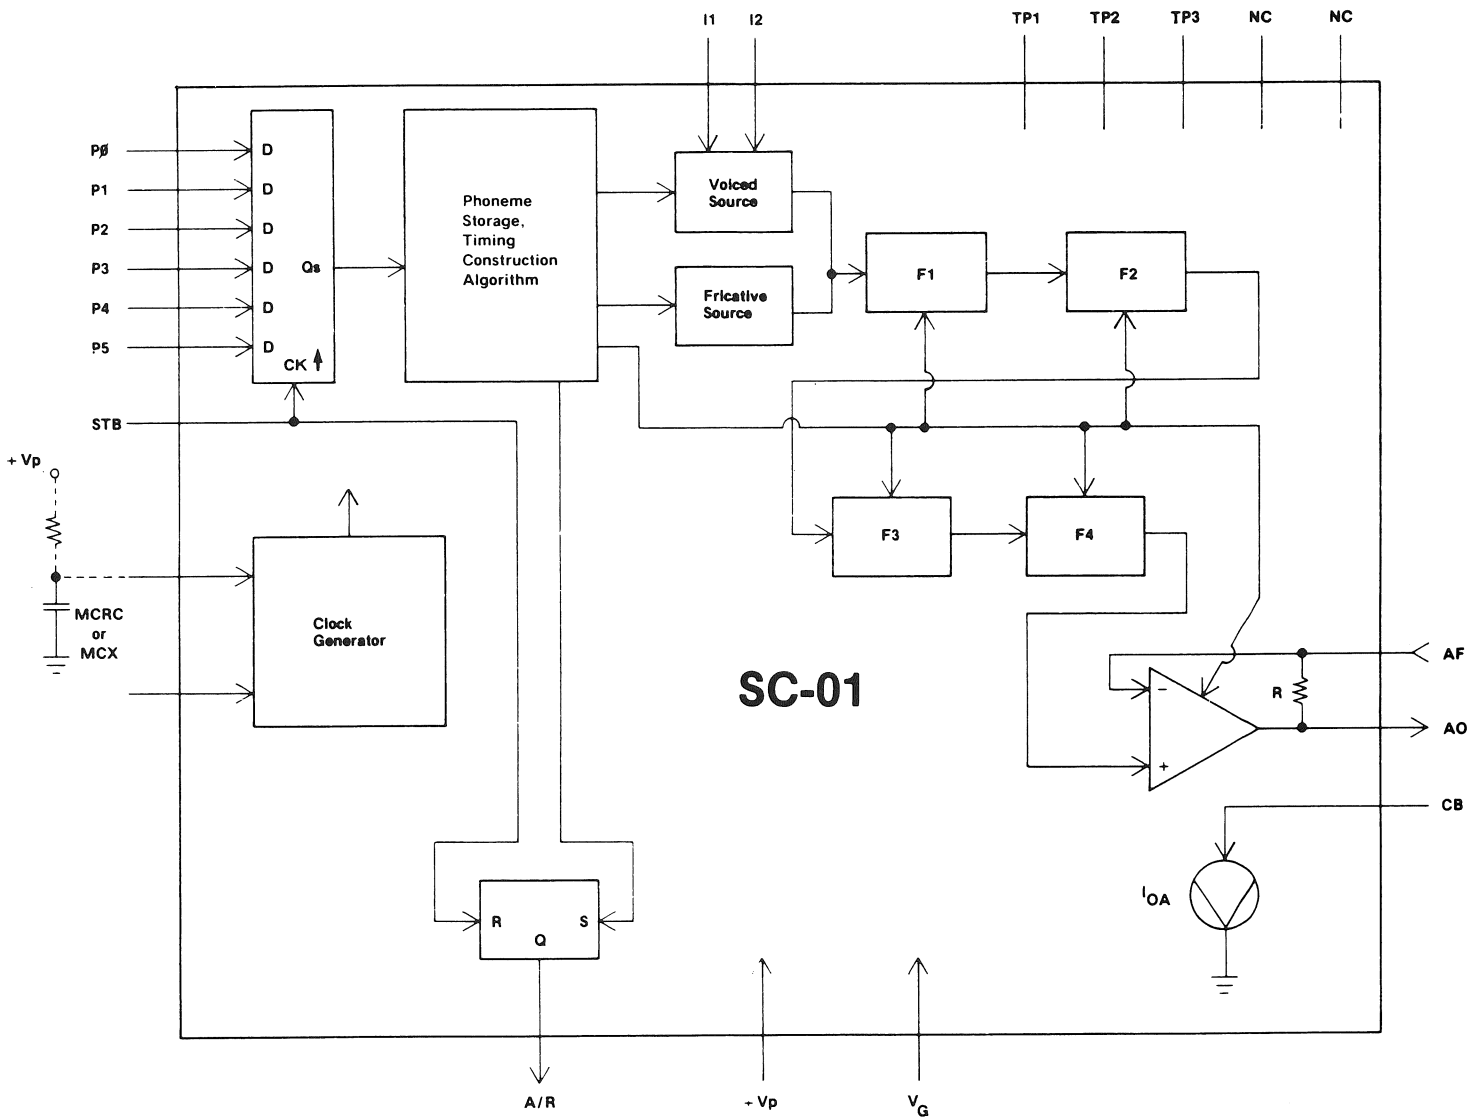 I1
I2
TP1
TP2
TP3
NC
NC
PØ
P1
P2
P3
P4
P5
D
D
D
D
D
D
Qs
CK
Phoneme
Storage,
Timing
Construction
Algorithm
Voiced
Source
Fricative
Source
F1
F2
F3
F4
STB
+ Vp
MCRC
or
MCX
Clock
Generator
SC-01
−
+
R
AF
AO
CB
IOA
R
S
Q
A/R
+ Vp
VG